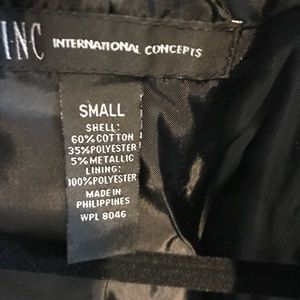 INC INTERNATIONAL CONCEPTS
SMALL
SHELL:
60%COTTON
35%POLYESTER
5%METALLIC
LINING:
100%POLYESTER
MADE IN
PHILIPPINES
WPL 8046